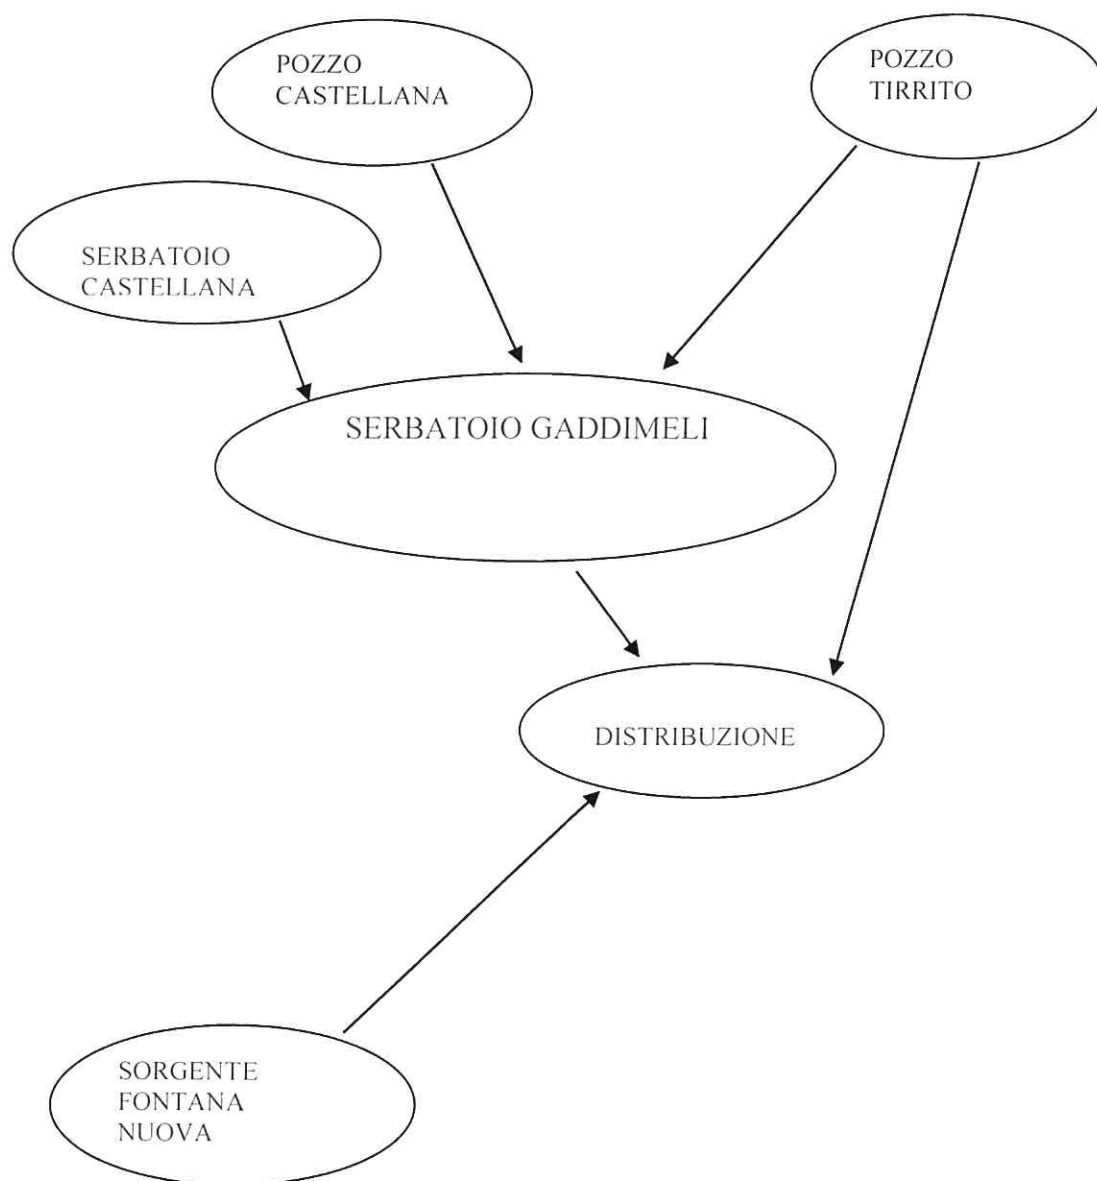 POZZO
CASTELLANA
POZZO
TIRRITO
SERBATOIO
CASTELLANA
SERBATOIO GADDIMELI
DISTRIBUZIONE
SORGENTE
FONTANA
NUOVA